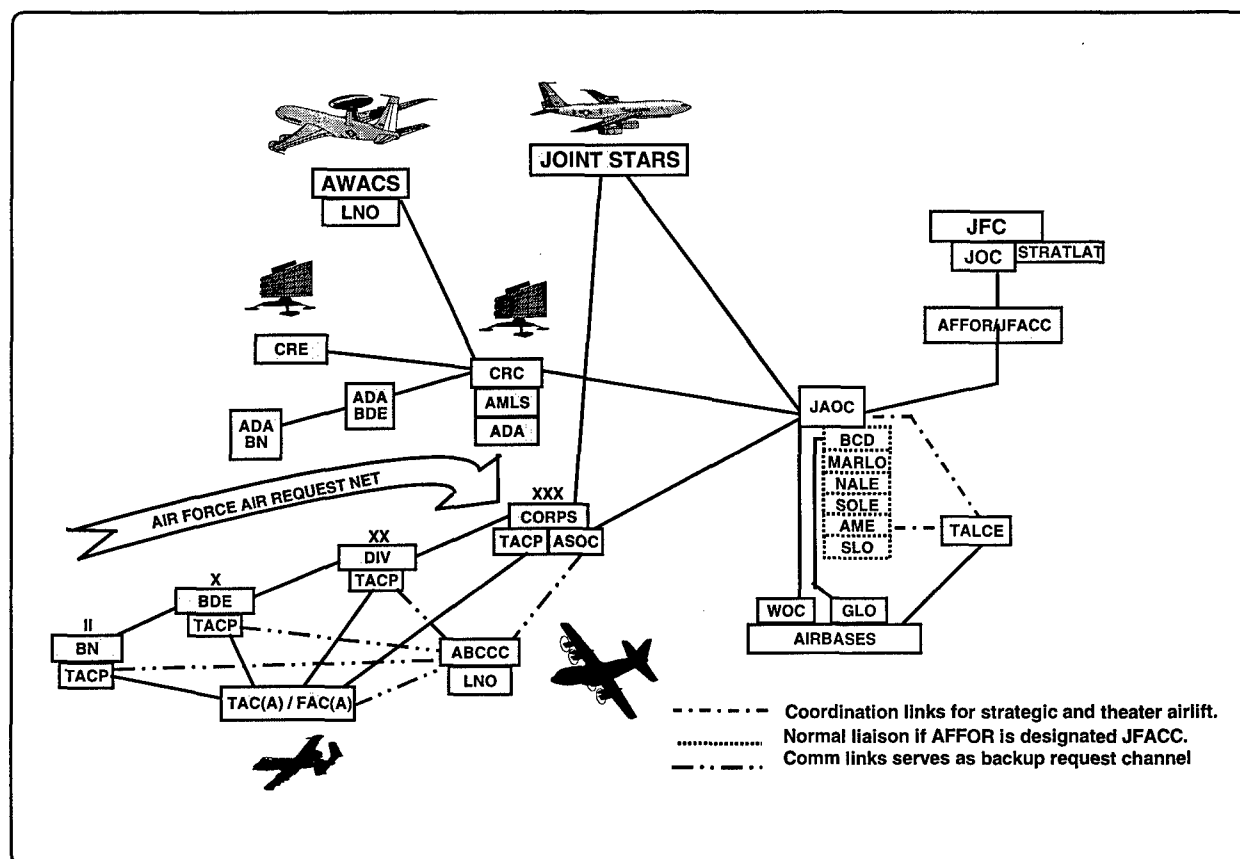 JOINT STARS
AWACS
LNO
JFC
JOC
STRATLAT
AFFOR/JFACC
CRE
CRC
AMLS
ADA
ADA
BDE
ADA
BN
JAOC
BCD
MARLO
NALE
SOLE
AME
SLO
TALCE
AIR FORCE AIR REQUEST NET
XXX
CORPS
TACP
ASOC
XX
DIV
TACP
X
BDE
TACP
II
BN
TACP
ABCCC
LNO
TAC(A) / FAC(A)
WOC
GLO
AIRBASES
Coordination links for strategic and theater airlift.
Normal liaison if AFFOR is designated JFACC.
Comm links serves as backup request channel